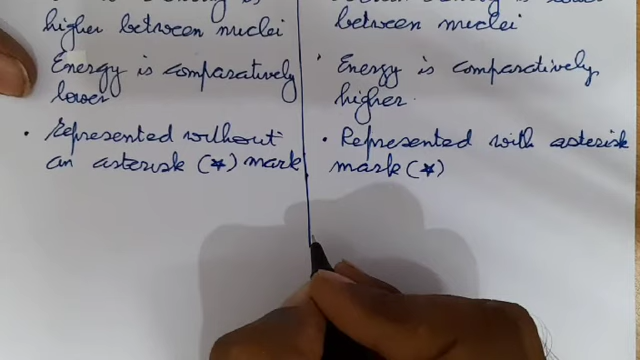 higher between nuclei
Energy is comparatively
lower
• Represented without
an asterisk (*) mark
between nuclei
• Energy is comparatively
higher.
• Represented with asterisk
mark (*)